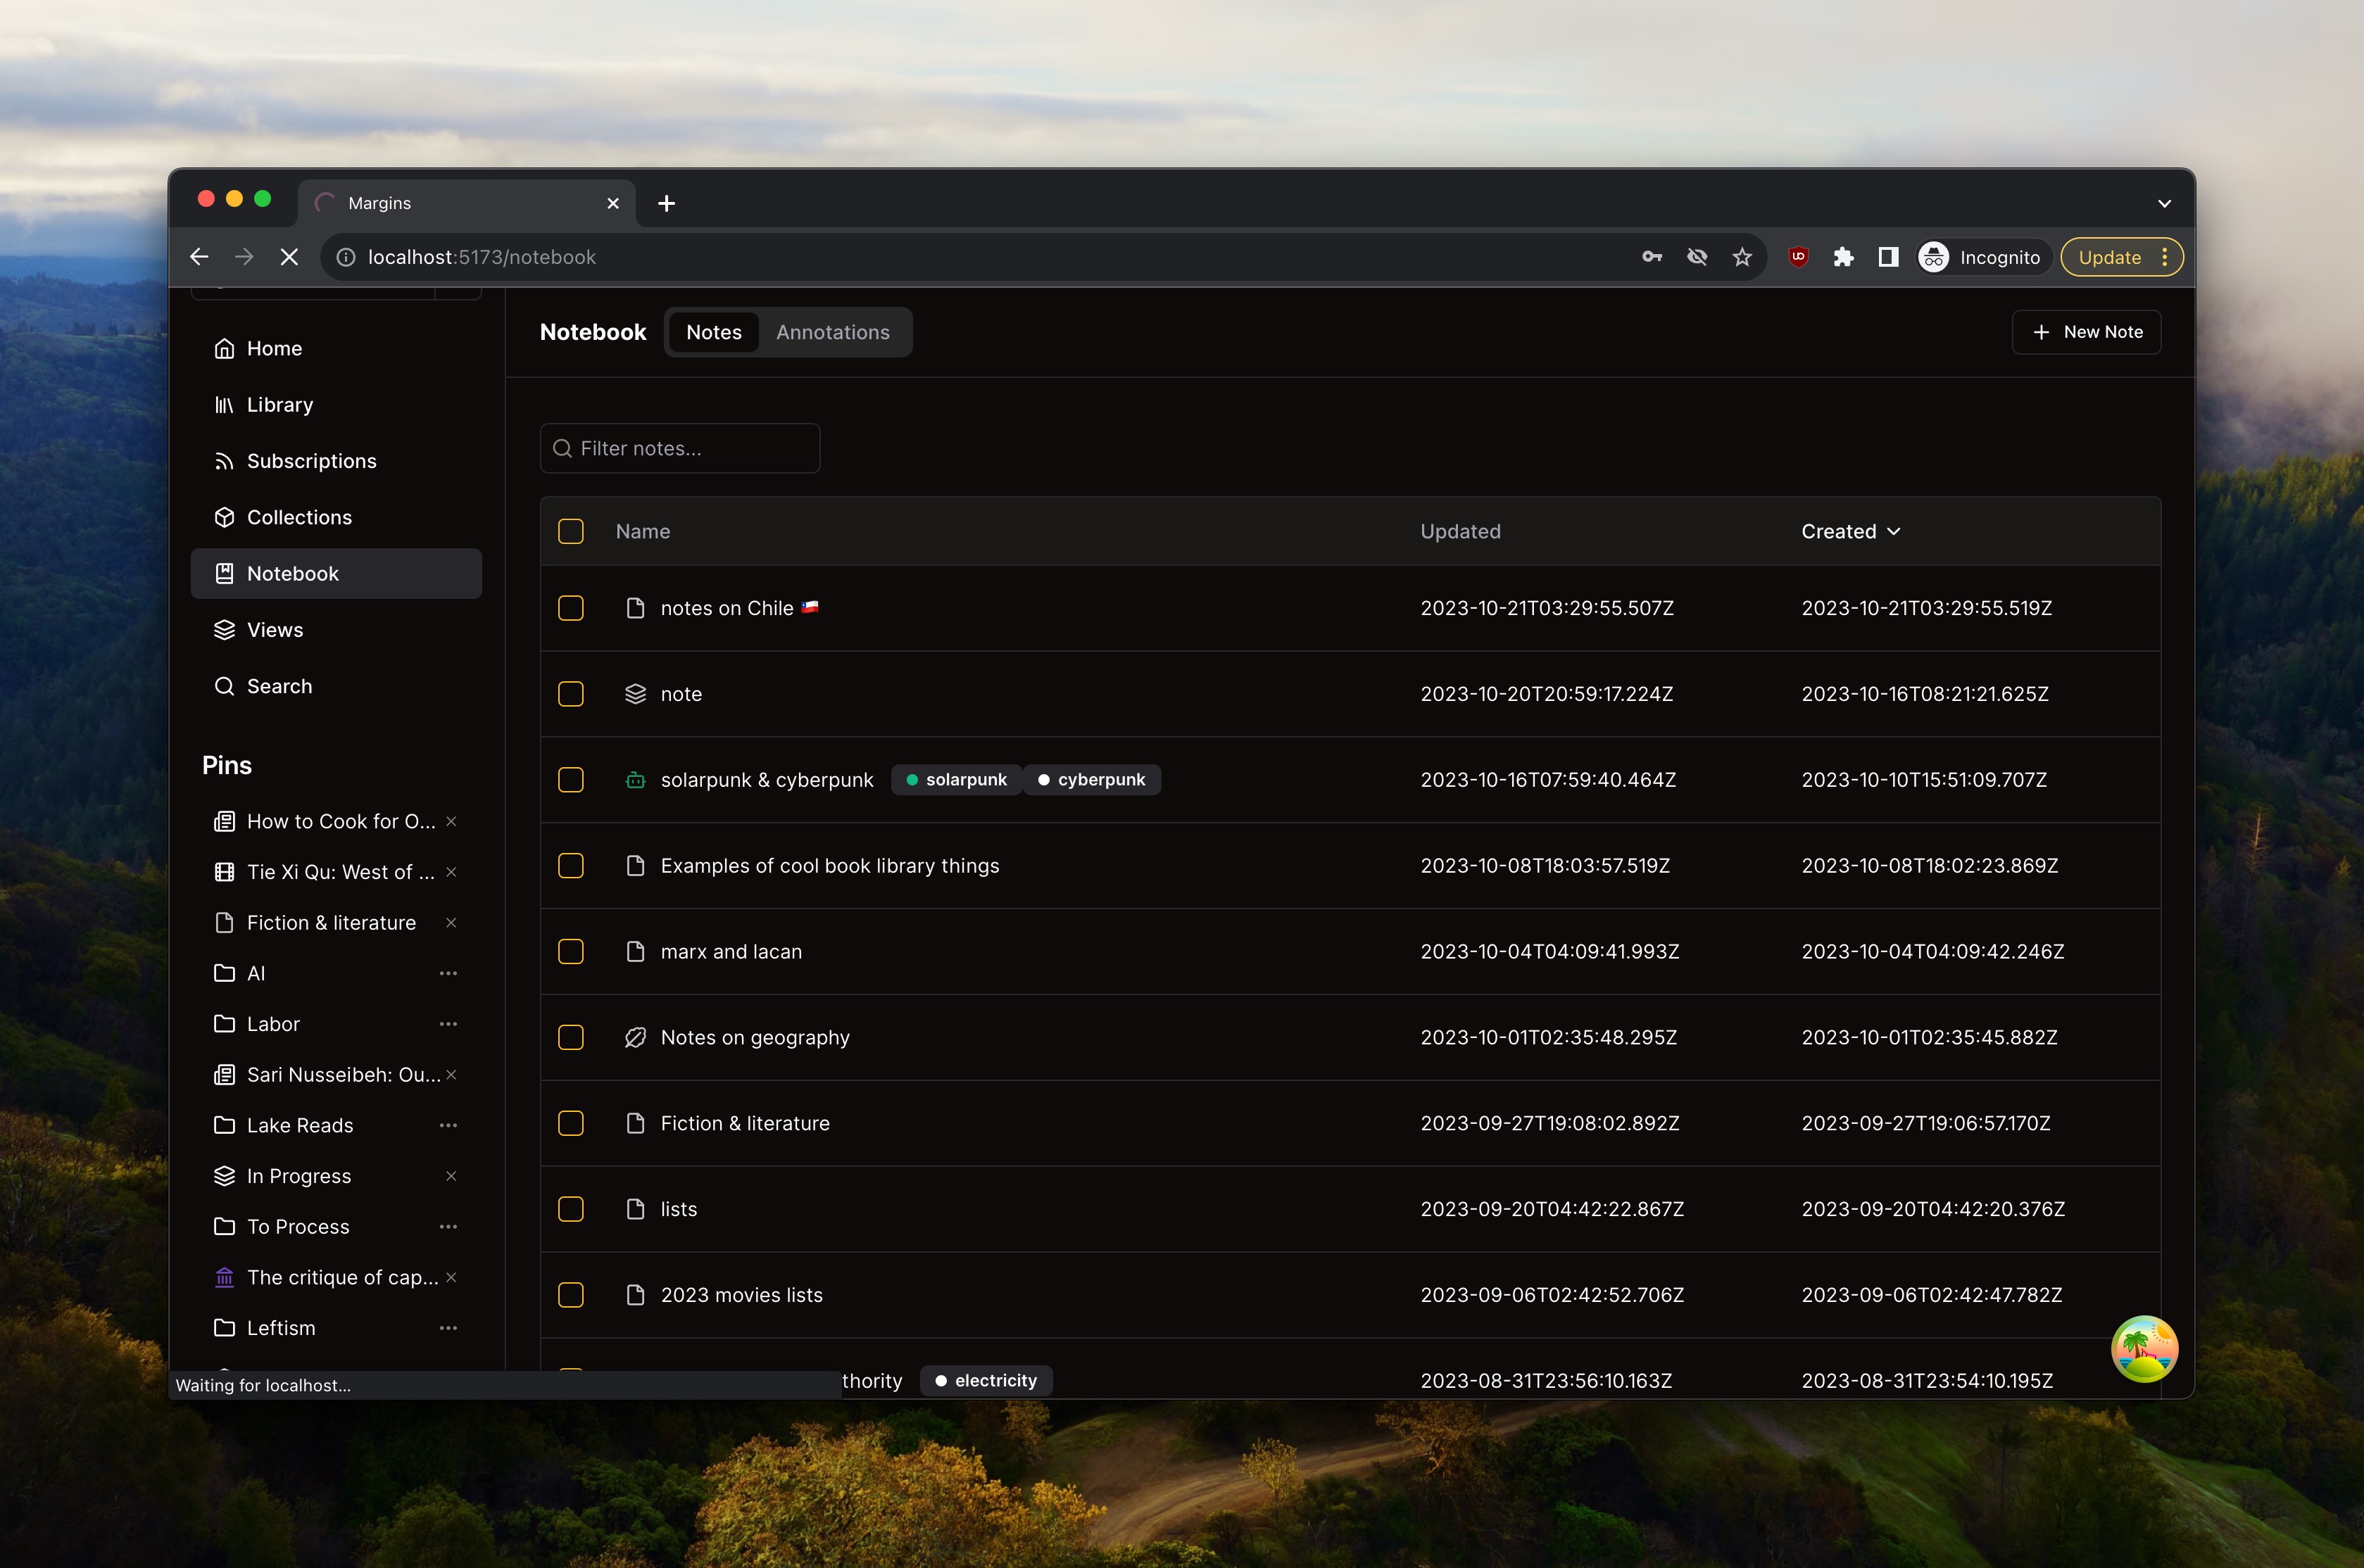 Margins
localhost:5173/notebook
Incognito
Update
Home
Library
Subscriptions
Collections
Notebook
Views
Search
Pins
How to Cook for O...
Tie Xi Qu: West of ...
Fiction & literature
AI
Labor
Sari Nusseibeh: Ou...
Lake Reads
In Progress
To Process
The critique of cap...
Leftism
Waiting for localhost...
Notebook Notes Annotations
New Note
Filter notes...
Name Updated Created
notes on Chile 🇨🇱 2023-10-21T03:29:55.507Z 2023-10-21T03:29:55.519Z
note 2023-10-20T20:59:17.224Z 2023-10-16T08:21:21.625Z
solarpunk & cyberpunk solarpunk cyberpunk 2023-10-16T07:59:40.464Z 2023-10-10T15:51:09.707Z
Examples of cool book library things 2023-10-08T18:03:57.519Z 2023-10-08T18:02:23.869Z
marx and lacan 2023-10-04T04:09:41.993Z 2023-10-04T04:09:42.246Z
Notes on geography 2023-10-01T02:35:48.295Z 2023-10-01T02:35:45.882Z
Fiction & literature 2023-09-27T19:08:02.892Z 2023-09-27T19:06:57.170Z
lists 2023-09-20T04:42:22.867Z 2023-09-20T04:42:20.376Z
2023 movies lists 2023-09-06T02:42:52.706Z 2023-09-06T02:42:47.782Z
thority electricity 2023-08-31T23:56:10.163Z 2023-08-31T23:54:10.195Z